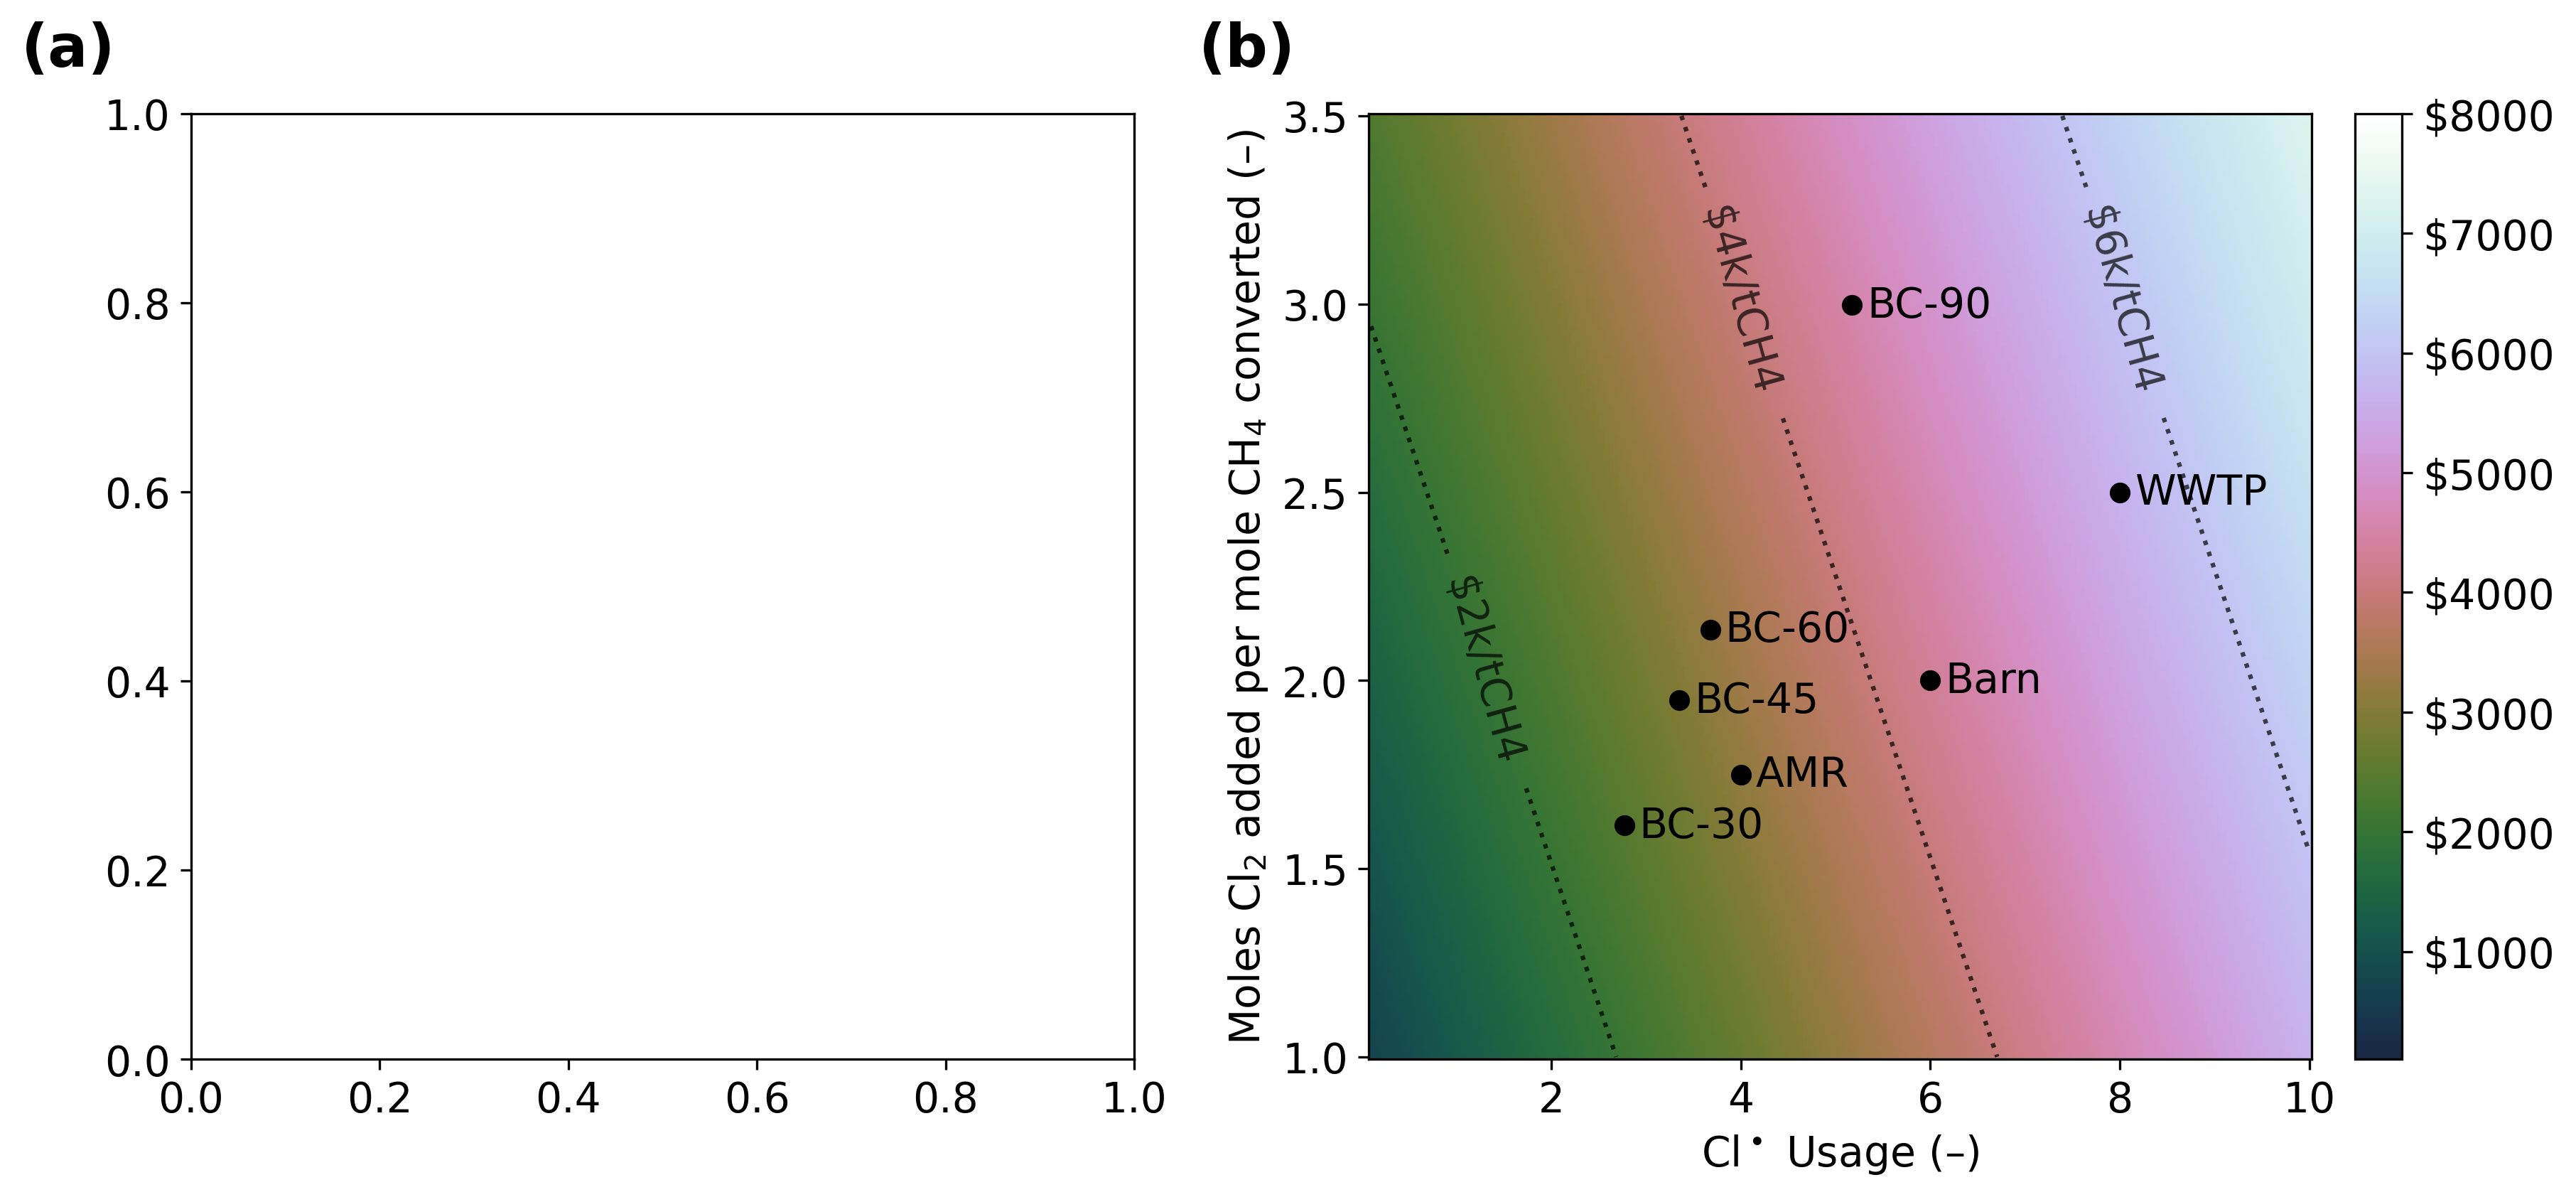 (a)
1.0
0.8
0.6
0.4
0.2
0.0
0.0 0.2 0.4 0.6 0.8 1.0
(b)
Moles Cl₂ added per mole CH₄ converted (–)
3.5
3.0
2.5
2.0
1.5
1.0
$2k/tCH4
$4k/tCH4
$6k/tCH4
BC-90
WWTP
BC-60
Barn
BC-45
AMR
BC-30
2 4 6 8 10
Cl• Usage (–)
$8000
$7000
$6000
$5000
$4000
$3000
$2000
$1000